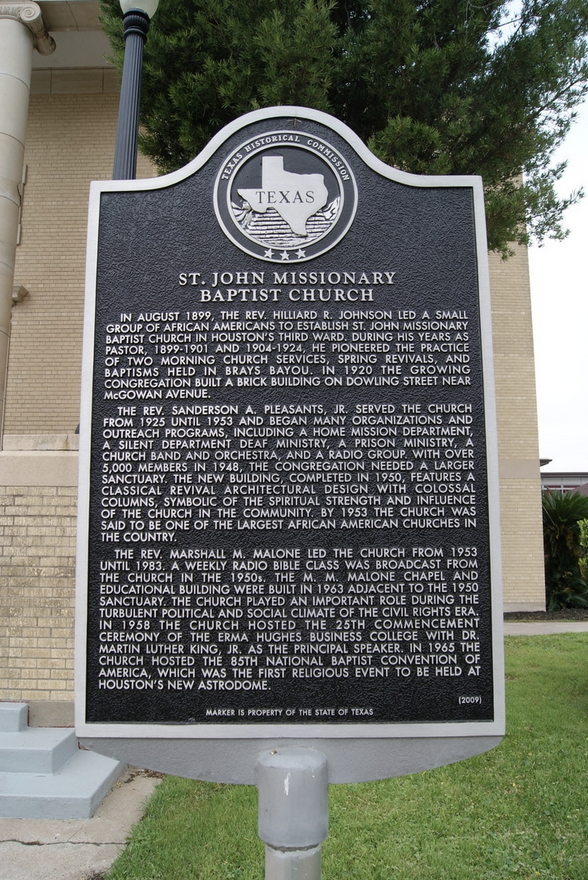 TEXAS HISTORICAL COMMISSION
TEXAS
ST. JOHN MISSIONARY
BAPTIST CHURCH
IN AUGUST 1899, THE REV. HILLIARD R. JOHNSON LED A SMALL
GROUP OF AFRICAN AMERICANS TO ESTABLISH ST. JOHN MISSIONARY
BAPTIST CHURCH IN HOUSTON'S THIRD WARD. DURING HIS YEARS AS
PASTOR, 1899-1901 AND 1904-1924, HE PIONEERED THE PRACTICE
OF TWO MORNING CHURCH SERVICES, SPRING REVIVALS, AND
BAPTISMS HELD IN BRAYS BAYOU. IN 1920 THE GROWING
CONGREGATION BUILT A BRICK BUILDING ON DOWLING STREET NEAR
McGOWAN AVENUE.
THE REV. SANDERSON A. PLEASANTS, JR. SERVED THE CHURCH
FROM 1925 UNTIL 1953 AND BEGAN MANY ORGANIZATIONS AND
OUTREACH PROGRAMS, INCLUDING A HOME MISSION DEPARTMENT,
A SILENT DEPARTMENT DEAF MINISTRY, A PRISON MINISTRY, A
CHURCH BAND AND ORCHESTRA, AND A RADIO GROUP. WITH OVER
5,000 MEMBERS IN 1948, THE CONGREGATION NEEDED A LARGER
SANCTUARY. THE NEW BUILDING, COMPLETED IN 1950, FEATURES A
CLASSICAL REVIVAL ARCHITECTURAL DESIGN WITH COLOSSAL
COLUMNS, SYMBOLIC OF THE SPIRITUAL STRENGTH AND INFLUENCE
OF THE CHURCH IN THE COMMUNITY. BY 1953 THE CHURCH WAS
SAID TO BE ONE OF THE LARGEST AFRICAN AMERICAN CHURCHES IN
THE COUNTRY.
THE REV. MARSHALL M. MALONE LED THE CHURCH FROM 1953
UNTIL 1983. A WEEKLY RADIO BIBLE CLASS WAS BROADCAST FROM
THE CHURCH IN THE 1950s. THE M. M. MALONE CHAPEL AND
EDUCATIONAL BUILDING WERE BUILT IN 1963 ADJACENT TO THE 1950
SANCTUARY. THE CHURCH PLAYED AN IMPORTANT ROLE DURING THE
TURBULENT POLITICAL AND SOCIAL CLIMATE OF THE CIVIL RIGHTS ERA.
IN 1958 THE CHURCH HOSTED THE 25TH COMMENCEMENT
CEREMONY OF THE ERMA HUGHES BUSINESS COLLEGE WITH DR.
MARTIN LUTHER KING, JR. AS THE PRINCIPAL SPEAKER. IN 1965 THE
CHURCH HOSTED THE 85TH NATIONAL BAPTIST CONVENTION OF
AMERICA, WHICH WAS THE FIRST RELIGIOUS EVENT TO BE HELD AT
HOUSTON'S NEW ASTRODOME.
(2009)
MARKER IS PROPERTY OF THE STATE OF TEXAS